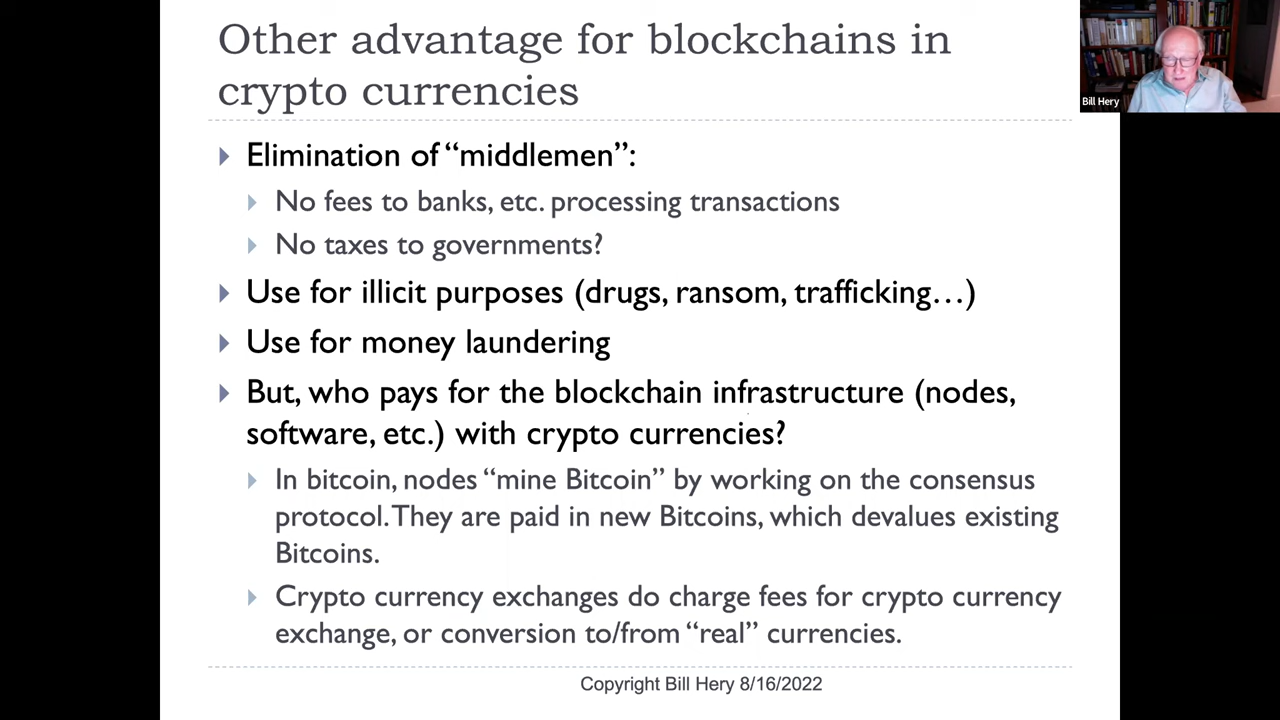 Other advantage for blockchains in
crypto currencies
Elimination of “middlemen”:
No fees to banks, etc. processing transactions
No taxes to governments?
Use for illicit purposes (drugs, ransom, trafficking…)
Use for money laundering
But, who pays for the blockchain infrastructure (nodes,
software, etc.) with crypto currencies?
In bitcoin, nodes “mine Bitcoin” by working on the consensus
protocol. They are paid in new Bitcoins, which devalues existing
Bitcoins.
Crypto currency exchanges do charge fees for crypto currency
exchange, or conversion to/from “real” currencies.
Copyright Bill Hery 8/16/2022
Bill Hery